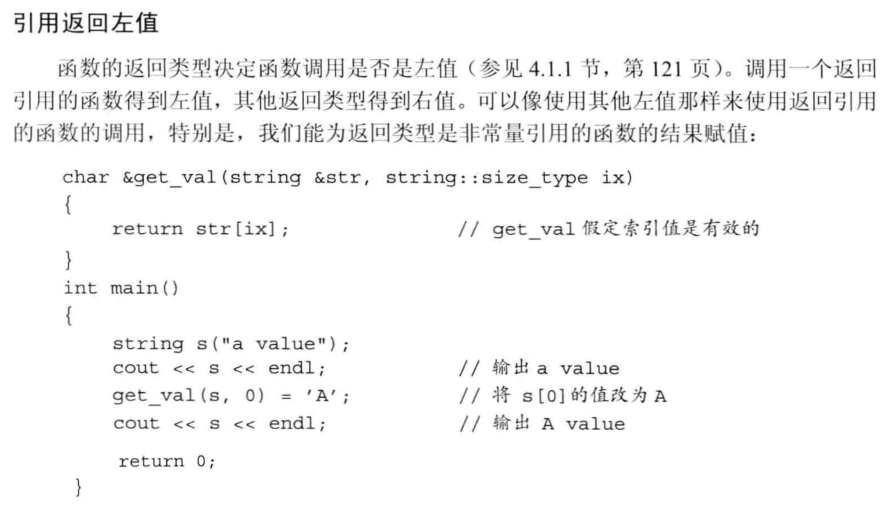 引用返回左值
函数的返回类型决定函数调用是否是左值（参见 4.1.1 节，第 121 页）。调用一个返回
引用的函数得到左值，其他返回类型得到右值。可以像使用其他左值那样来使用返回引用
的函数的调用，特别是，我们能为返回类型是非常量引用的函数的结果赋值：
char &get_val(string &str, string::size_type ix)
{
    return str[ix];                // get_val 假定索引值是有效的
}
int main()
{
    string s("a value");
    cout << s << endl;             // 输出 a value
    get_val(s, 0) = 'A';           // 将 s[0]的值改为 A
    cout << s << endl;             // 输出 A value
    return 0;
}